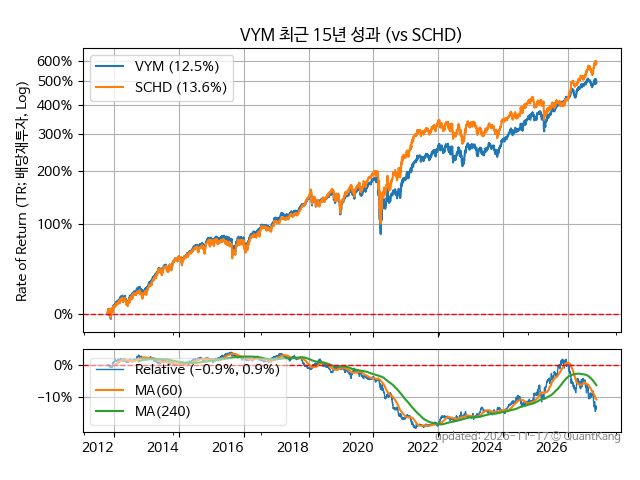 VYM 최근 15년 성과 (vs SCHD)
Rate of Return (TR; 배당재투자, Log)
600%
500%
400%
300%
200%
100%
0%
VYM (12.5%)
SCHD (13.6%)
0%
−10%
Relative (−0.9%, 0.9%)
MA(60)
MA(240)
2012 2014 2016 2018 2020 2022 2024 2026
updated: 2026-11-17 ⓒ QuantKang